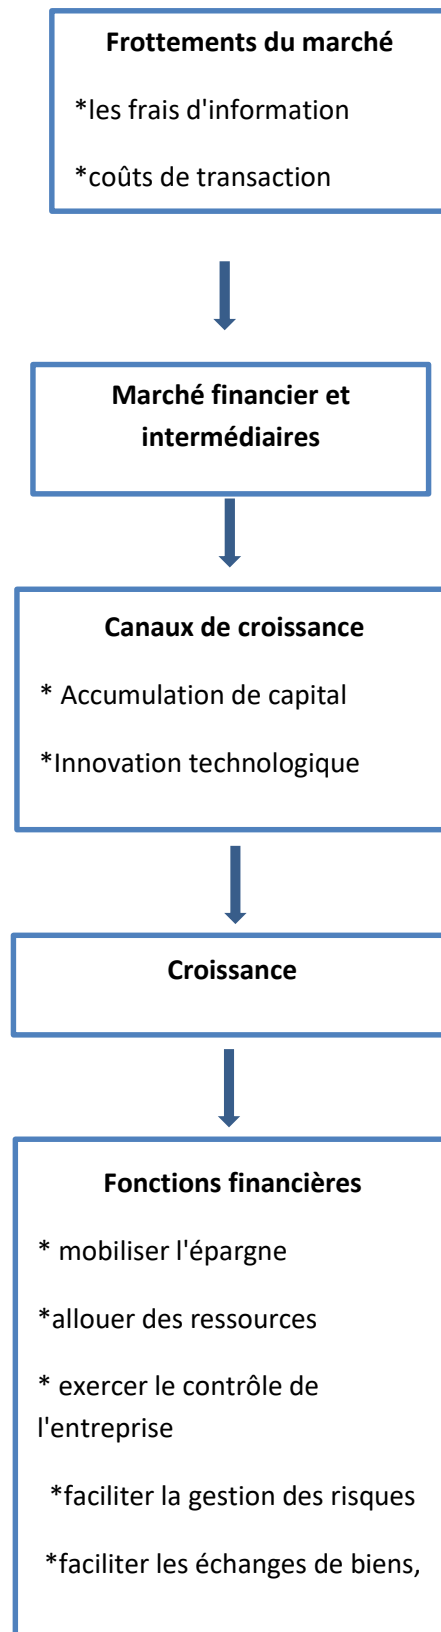 Frottements du marché
*les frais d'information
*coûts de transaction
Marché financier et
intermédiaires
Canaux de croissance
* Accumulation de capital
*Innovation technologique
Croissance
Fonctions financières
* mobiliser l'épargne
*allouer des ressources
* exercer le contrôle de
l'entreprise
*faciliter la gestion des risques
*faciliter les échanges de biens,